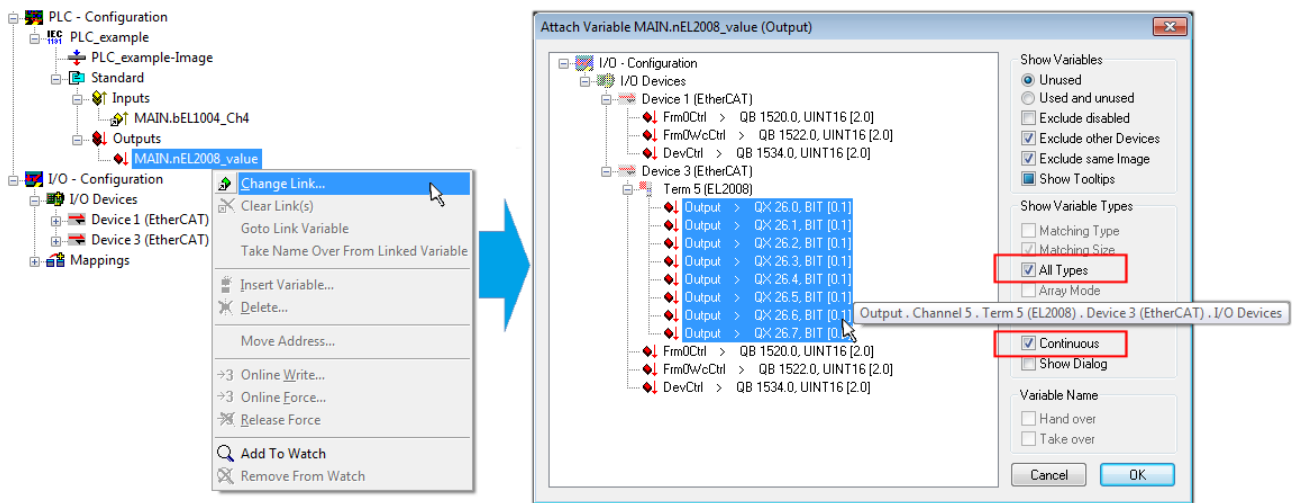 PLC - Configuration
IEC
1131
PLC_example
PLC_example-Image
Standard
Inputs
MAIN.bEL1004_Ch4
Outputs
MAIN.nEL2008_value
I/O - Configuration
I/O Devices
Device 1 (EtherCAT)
Device 3 (EtherCAT)
Mappings
Change Link...
Clear Link(s)
Goto Link Variable
Take Name Over From Linked Variable
Insert Variable...
Delete...
Move Address...
Online Write...
Online Force...
Release Force
Add To Watch
Remove From Watch
Attach Variable MAIN.nEL2008_value (Output)
I/O - Configuration
I/O Devices
Device 1 (EtherCAT)
Frm0Ctrl > QB 1520.0, UINT16 [2.0]
Frm0WcCtrl > QB 1522.0, UINT16 [2.0]
DevCtrl > QB 1534.0, UINT16 [2.0]
Device 3 (EtherCAT)
Term 5 (EL2008)
Output > QX 26.0, BIT [0.1]
Output > QX 26.1, BIT [0.1]
Output > QX 26.2, BIT [0.1]
Output > QX 26.3, BIT [0.1]
Output > QX 26.4, BIT [0.1]
Output > QX 26.5, BIT [0.1]
Output > QX 26.6, BIT [0.1]
Output > QX 26.7, BIT [0.1]
Frm0Ctrl > QB 1520.0, UINT16 [2.0]
Frm0WcCtrl > QB 1522.0, UINT16 [2.0]
DevCtrl > QB 1534.0, UINT16 [2.0]
Show Variables
Unused
Used and unused
Exclude disabled
Exclude other Devices
Exclude same Image
Show Tooltips
Show Variable Types
Matching Type
Matching Size
All Types
Array Mode
Output . Channel 5 . Term 5 (EL2008) . Device 3 (EtherCAT) . I/O Devices
Continuous
Show Dialog
Variable Name
Hand over
Take over
Cancel
OK